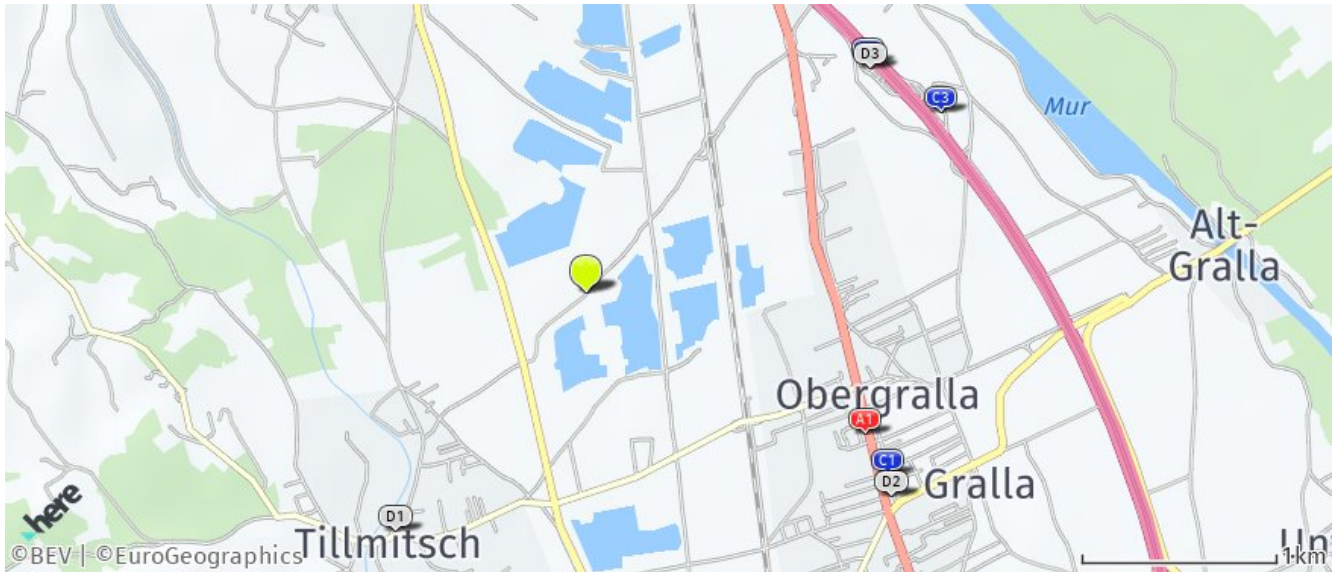 D3
C3
Mur
Alt-
Gralla
Obergralla
A1
C1
D2
Gralla
D1
Tillmitsch
here
©BEV | ©EuroGeographics
1km